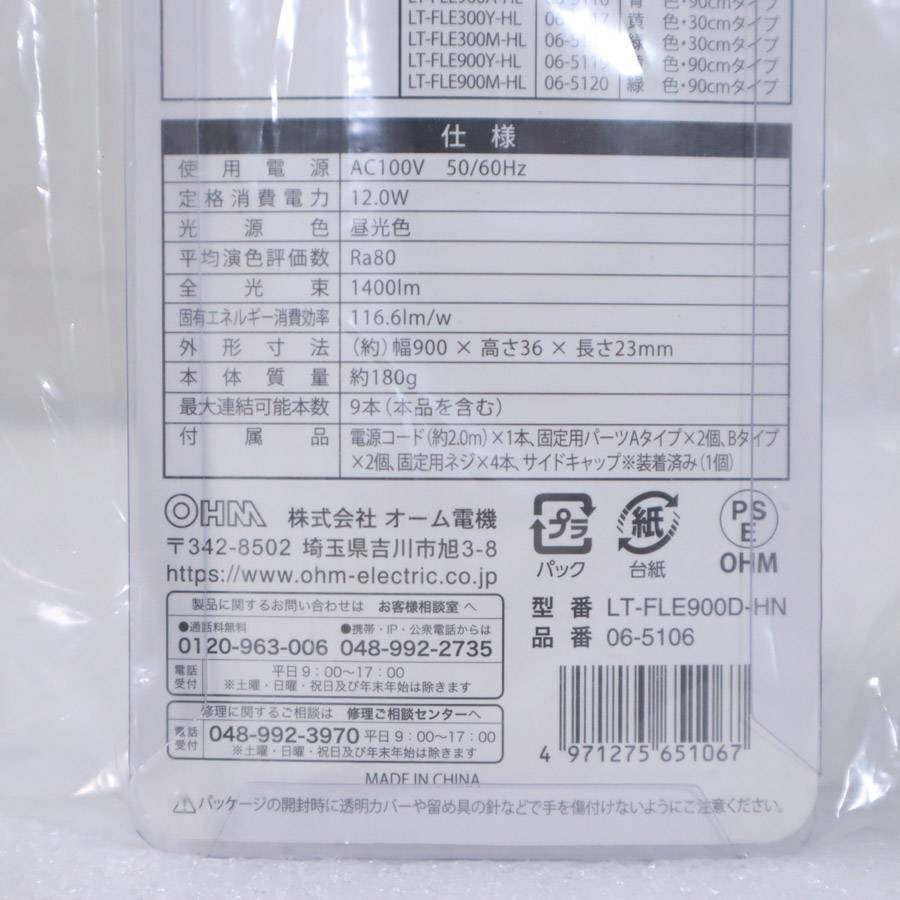 LT-FLE300Y-HL 色・30cmタイプ
LT-FLE300M-HL 緑 色・30cmタイプ
LT-FLE900Y-HL 色・90cmタイプ
LT-FLE900M-HL 06-5120 緑 色・90cmタイプ
仕様
使用電源 AC100V 50/60Hz
定格消費電力 12.0W
光源色 昼光色
平均演色評価数 Ra80
全光束 1400lm
固有エネルギー消費効率 116.6lm/w
外形寸法 (約)幅900 × 高さ36 × 長さ23mm
本体質量 約180g
最大連結可能本数 9本(本品を含む)
付属品 電源コード(約2.0m)×1本、固定用パーツAタイプ×2個、Bタイプ
×2個、固定用ネジ×4本、サイドキャップ※装着済み(1個)
OHM 株式会社 オーム電機
〒342-8502 埼玉県吉川市旭3-8
https://www.ohm-electric.co.jp
プラ
パック
紙
台紙
PS
E
OHM
型番 LT-FLE900D-HN
品番 06-5106
製品に関するお問い合わせは お客様相談室 へ
●通話料無料 ●携帯・IP・公衆電話からは
0120-963-006 048-992-2735
電話受付 平日 9:00〜17:00
※土曜・日曜・祝日及び年末年始は除きます
修理に関するご相談は 修理ご相談センターへ
電話受付 048-992-3970 平日 9:00〜17:00
※土曜・日曜・祝日及び年末年始は除きます
4 971275 651067
MADE IN CHINA
⚠パッケージの開封時に透明カバーや留め具の針などで手を傷付けないようにご注意ください。